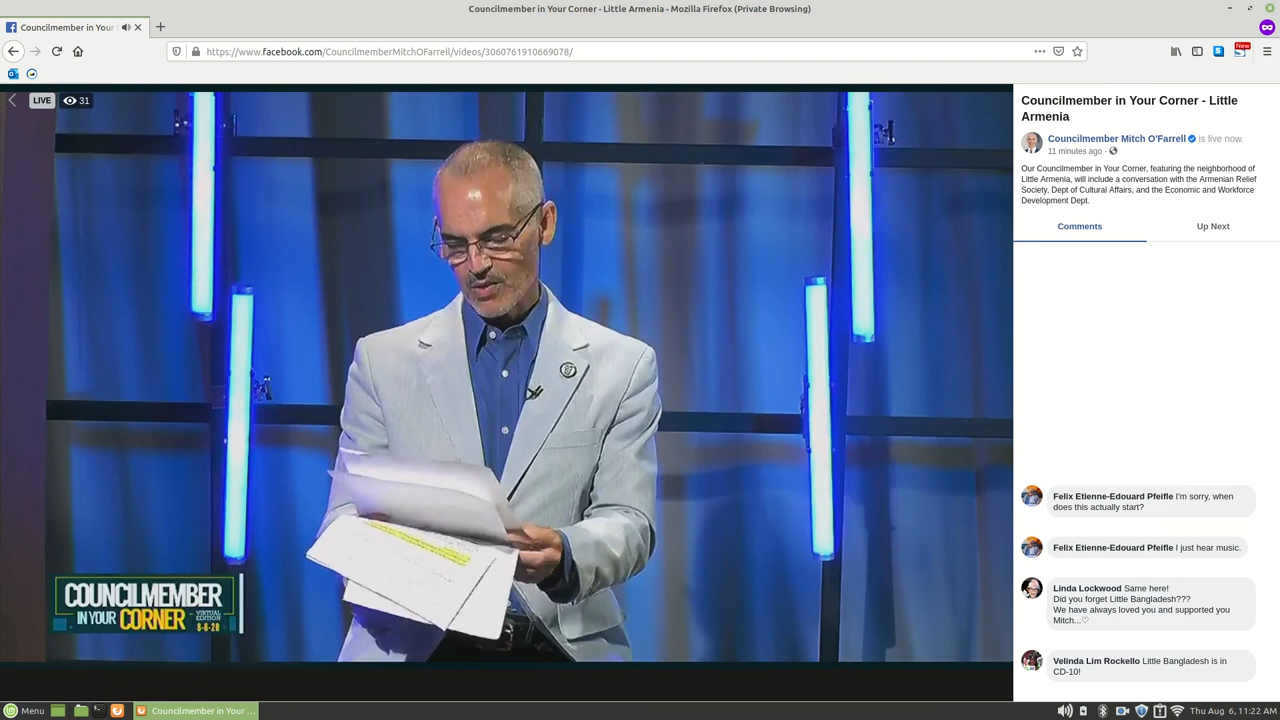 Councilmember in Your Corner - Little Armenia - Mozilla Firefox (Private Browsing)
Councilmember in Your
https://www.facebook.com/CouncilmemberMitchOFarrell/videos/3060761910669078/
New
LIVE
31
COUNCILMEMBER
IN YOUR CORNER
VIRTUAL
EDITION
8-6-20
Councilmember in Your Corner - Little
Armenia
Councilmember Mitch O'Farrell is live now.
11 minutes ago ·
Our Councilmember in Your Corner, featuring the neighborhood of
Little Armenia, will include a conversation with the Armenian Relief
Society, Dept of Cultural Affairs, and the Economic and Workforce
Development Dept.
Comments
Up Next
Felix Etienne-Edouard Pfeifle I'm sorry, when
does this actually start?
Felix Etienne-Edouard Pfeifle I just hear music.
Linda Lockwood Same here!
Did you forget Little Bangladesh???
We have always loved you and supported you
Mitch...♡
Velinda Lim Rockello Little Bangladesh is in
CD-10!
Menu
Councilmember in Your ...
Thu Aug 6, 11:22 AM